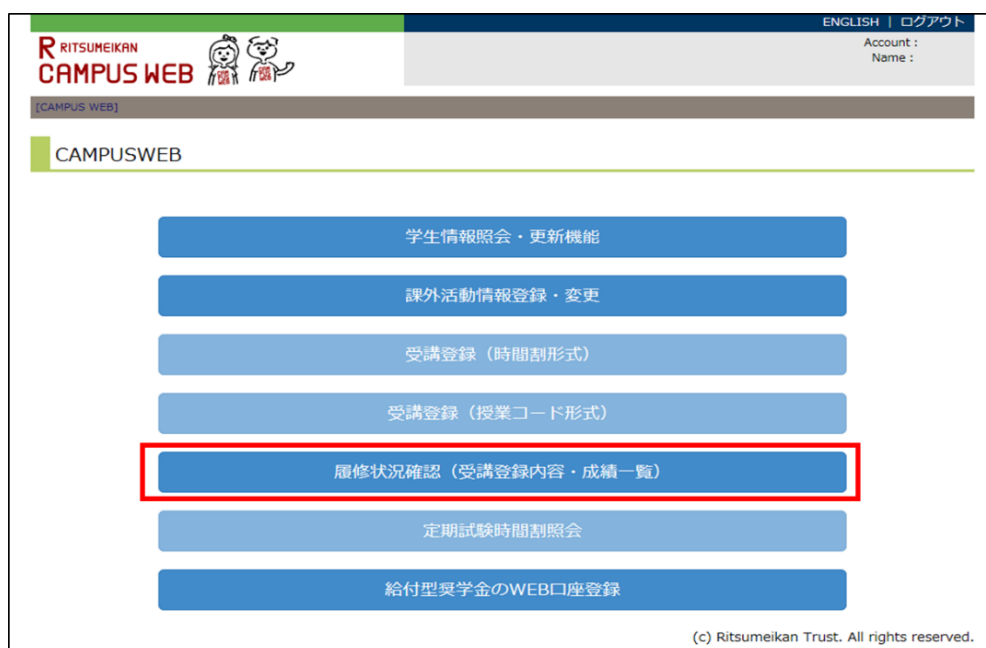 ENGLISH | ログアウト
R RITSUMEIKAN
CAMPUS WEB
Account :
Name :
[CAMPUS WEB]
CAMPUSWEB
学生情報照会・更新機能
課外活動情報登録・変更
受講登録（時間割形式）
受講登録（授業コード形式）
履修状況確認（受講登録内容・成績一覧）
定期試験時間割照会
給付型奨学金のWEB口座登録
(c) Ritsumeikan Trust. All rights reserved.